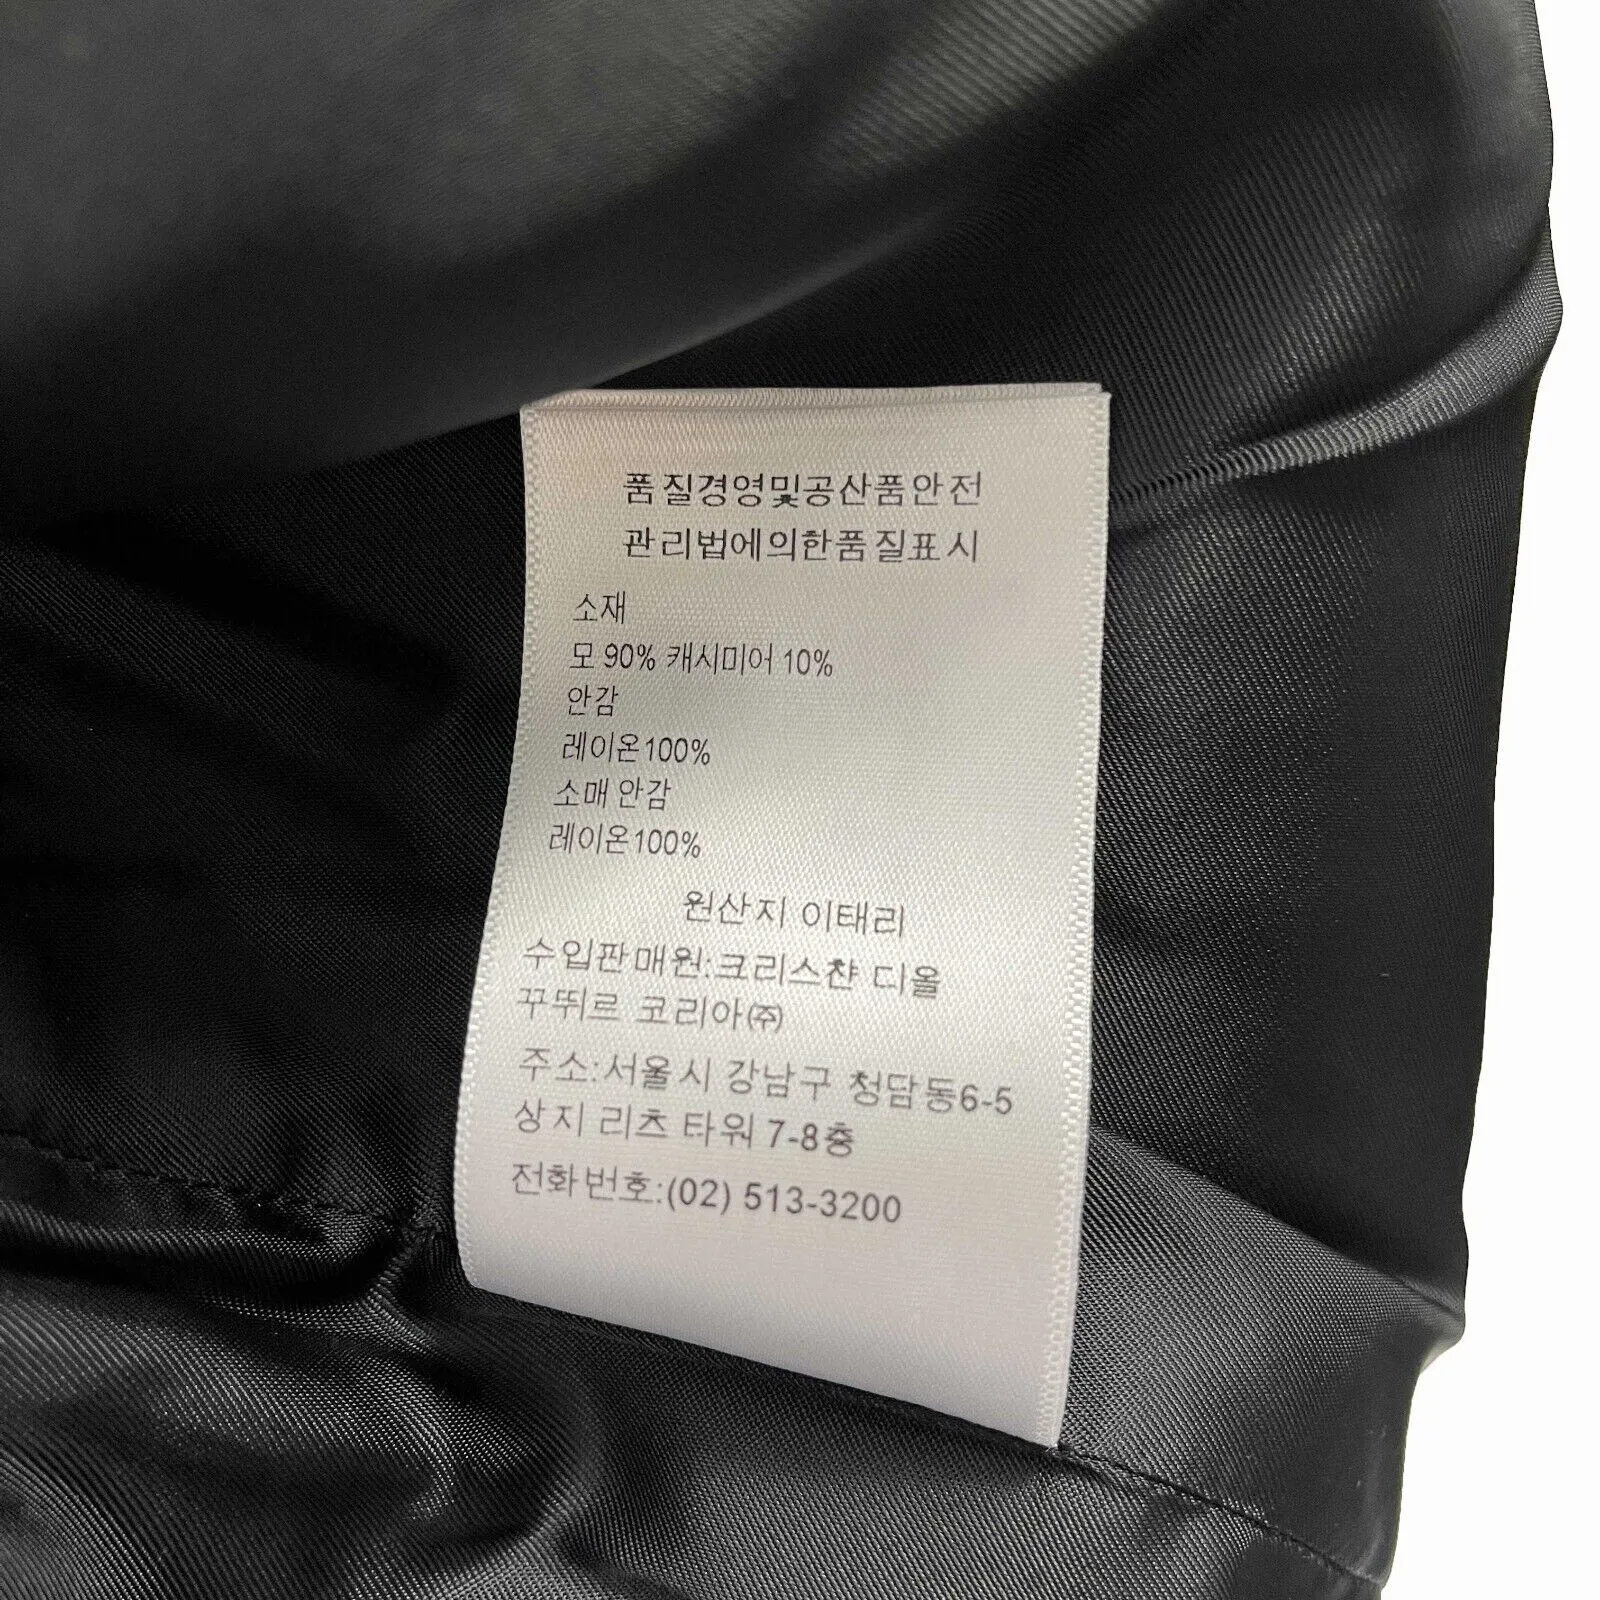 품질경영및공산품안전
관리법에의한품질표시
소재
모 90% 캐시미어 10%
안감
레이온100%
소매 안감
레이온100%
원산지 이태리
수입판매원:크리스챤 디올
꾸뛰르 코리아㈜
주소:서울시 강남구 청담동6-5
상지 리츠 타워 7-8층
전화번호:(02) 513-3200